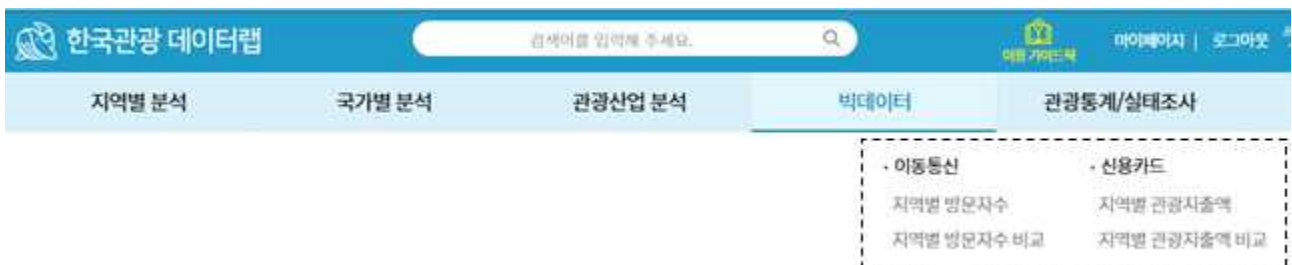 한국관광 데이터랩
검색어를 입력해 주세요.
이용 가이드북
마이페이지 | 로그아웃
지역별 분석 국가별 분석 관광산업 분석 빅데이터 관광통계/실태조사
· 이동통신 · 신용카드
지역별 방문자수 지역별 관광지출액
지역별 방문자수 비교 지역별 관광지출액 비교